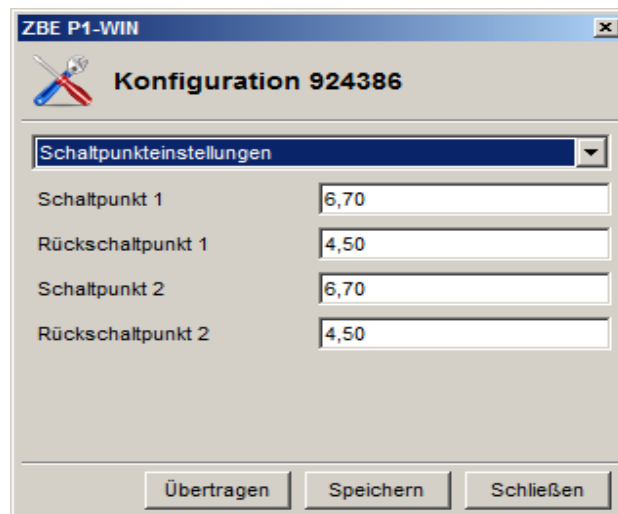 ZBE P1-WIN
Konfiguration 924386
Schaltpunkteinstellungen
Schaltpunkt 1 6,70
Rückschaltpunkt 1 4,50
Schaltpunkt 2 6,70
Rückschaltpunkt 2 4,50
Übertragen Speichern Schließen